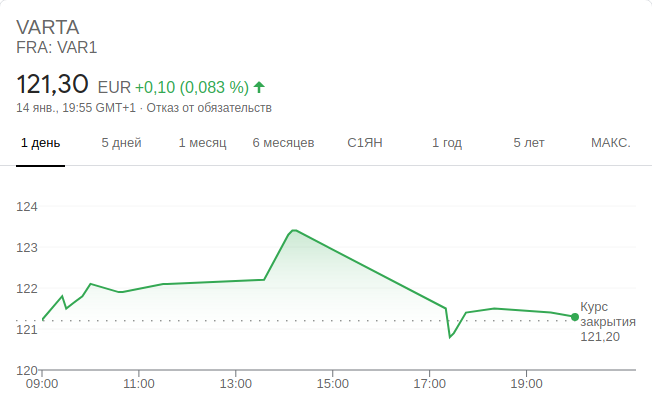 VARTA
FRA: VAR1
121,30 EUR +0,10 (0,083 %)
14 янв., 19:55 GMT+1 · Отказ от обязательств
1 день 5 дней 1 месяц 6 месяцев С1ЯН 1 год 5 лет МАКС.
124
123
122
121
120
Курс
закрытия
121,20
09:00 11:00 13:00 15:00 17:00 19:00